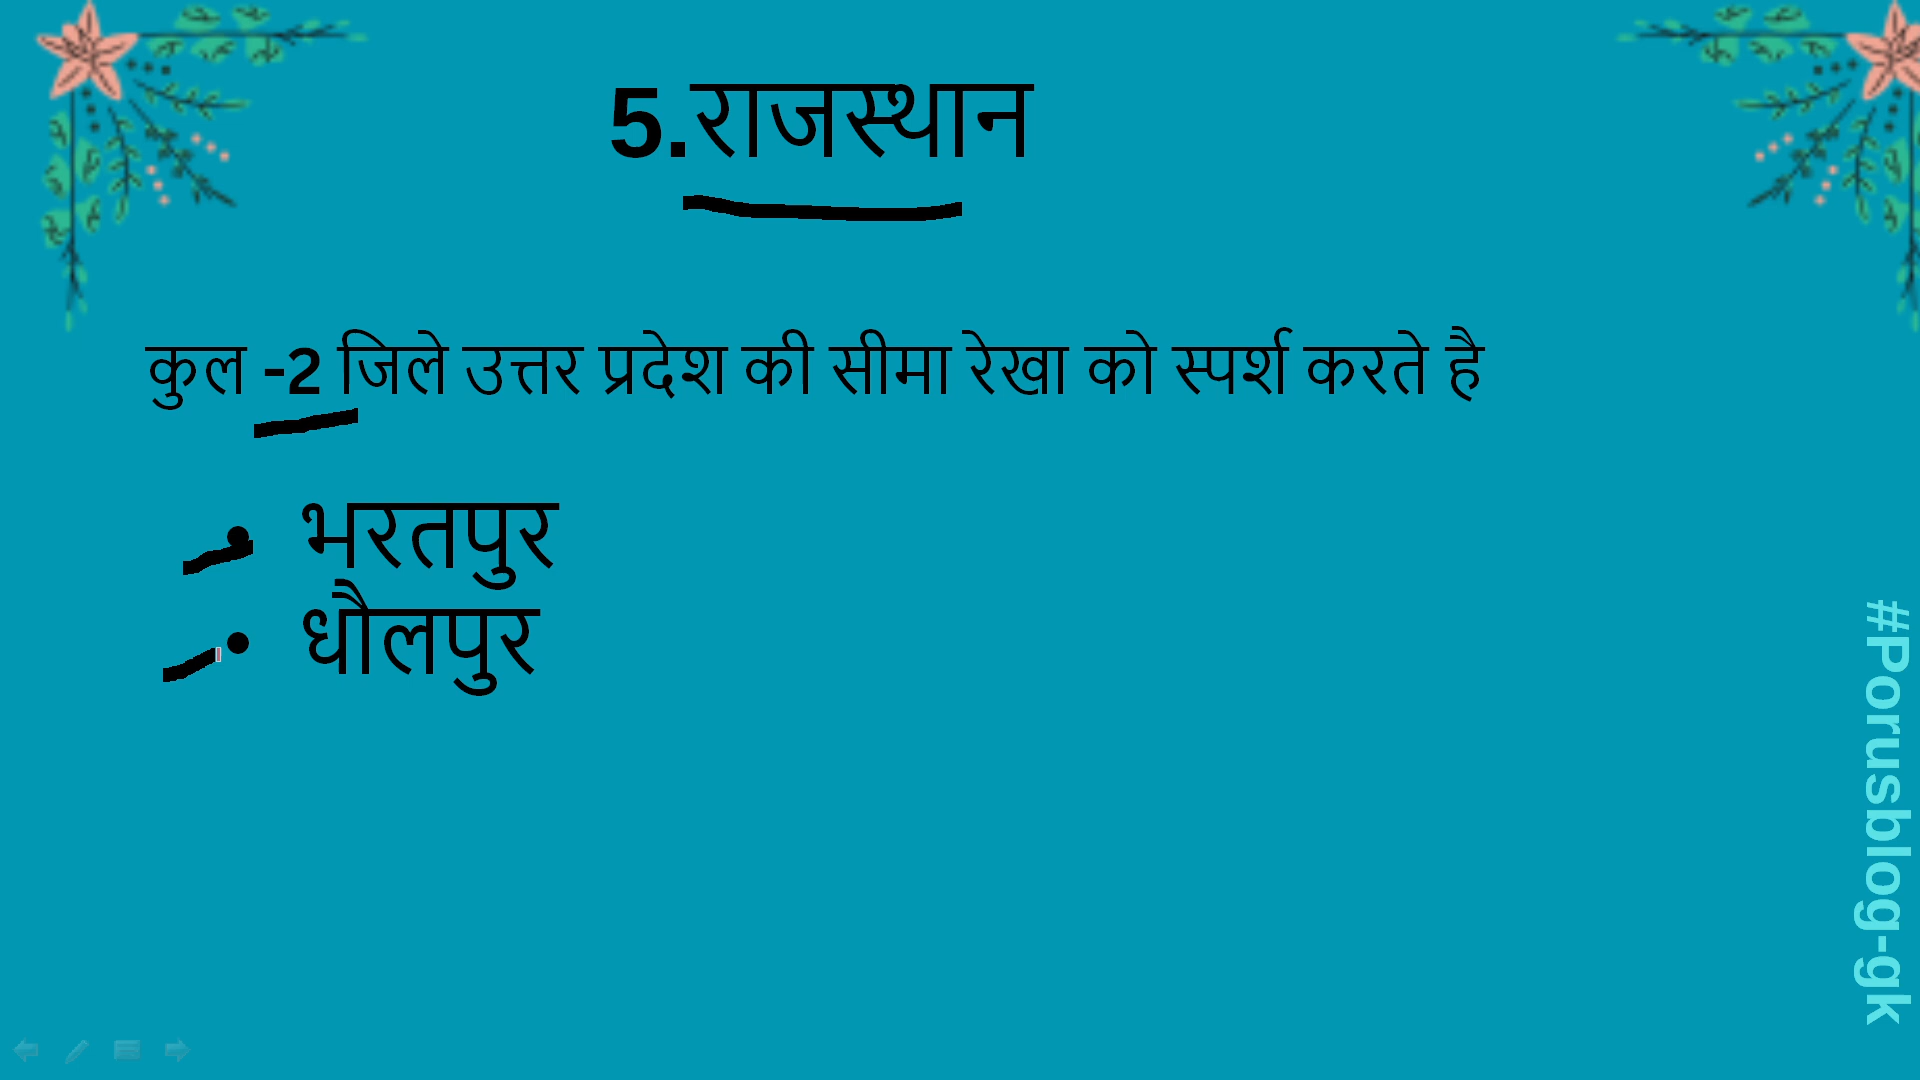 5.राजस्थान
कुल -2 जिले उत्तर प्रदेश की सीमा रेखा को स्पर्श करते है
• भरतपुर
• धौलपुर
#Porusblog-gk